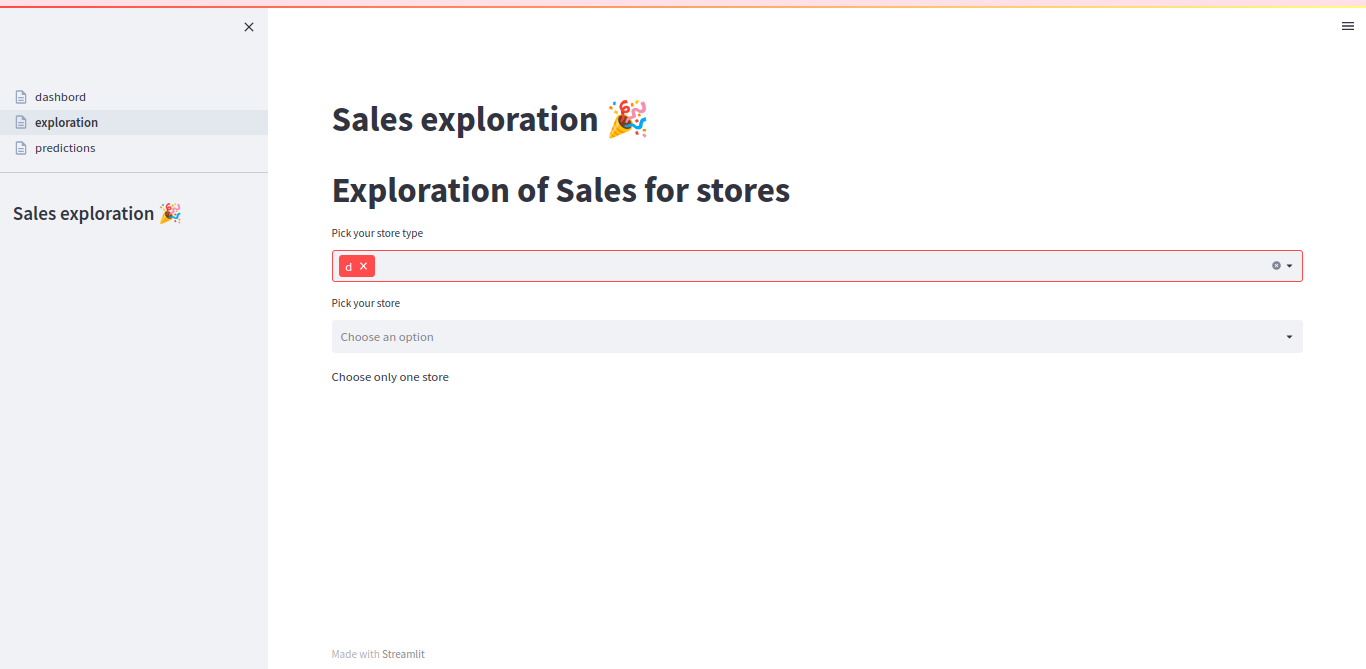 dashbord
exploration
predictions
Sales exploration 🎉
Sales exploration 🎉
Exploration of Sales for stores
Pick your store type
d
Pick your store
Choose an option
Choose only one store
Made with Streamlit